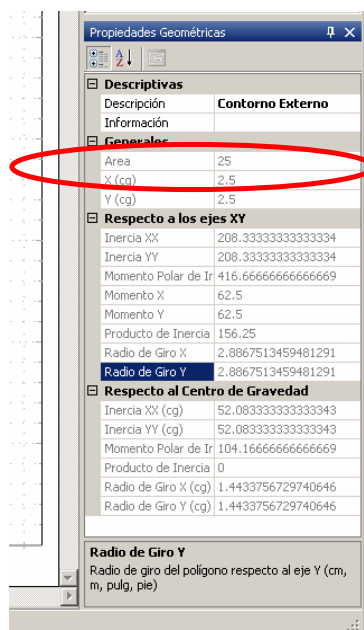 Propiedades Geométricas
Descriptivas
Descripción Contorno Externo
Información
Generales
Area 25
X (cg) 2.5
Y (cg) 2.5
Respecto a los ejes XY
Inercia XX 208.33333333333334
Inercia YY 208.33333333333334
Momento Polar de Ir 416.66666666666669
Momento X 62.5
Momento Y 62.5
Producto de Inercia 156.25
Radio de Giro X 2.8867513459481291
Radio de Giro Y 2.8867513459481291
Respecto al Centro de Gravedad
Inercia XX (cg) 52.083333333333343
Inercia YY (cg) 52.083333333333343
Momento Polar de Ir 104.16666666666669
Producto de Inercia 0
Radio de Giro X (cg) 1.4433756729740646
Radio de Giro Y (cg) 1.4433756729740646
Radio de Giro Y
Radio de giro del polígono respecto al eje Y (cm,
m, pulg, pie)